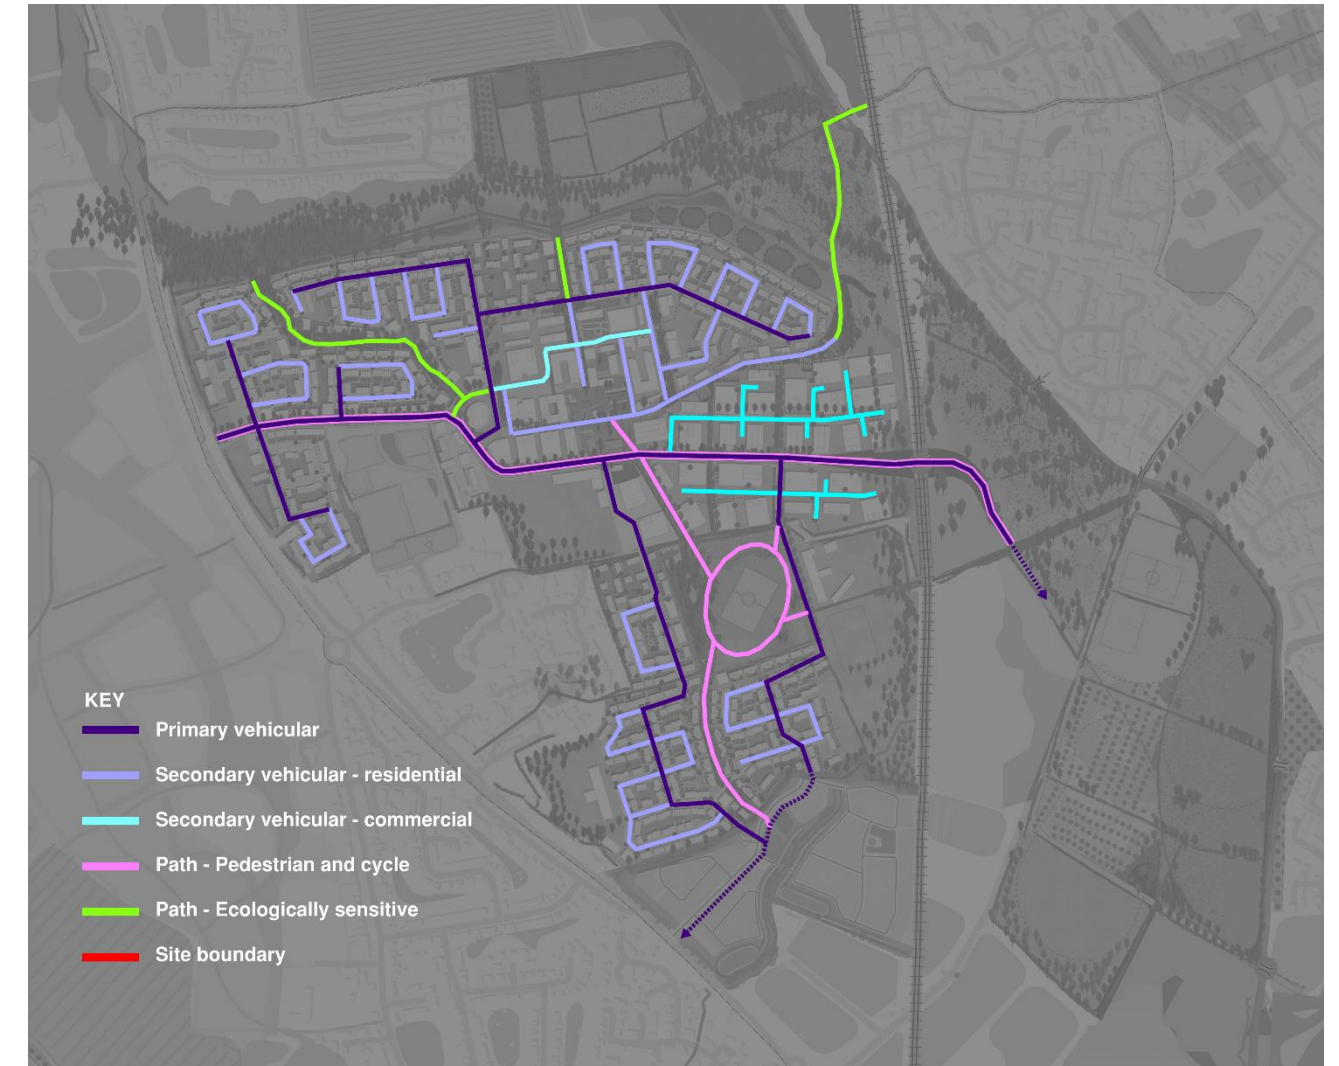 KEY
Primary vehicular
Secondary vehicular - residential
Secondary vehicular - commercial
Path - Pedestrian and cycle
Path - Ecologically sensitive
Site boundary